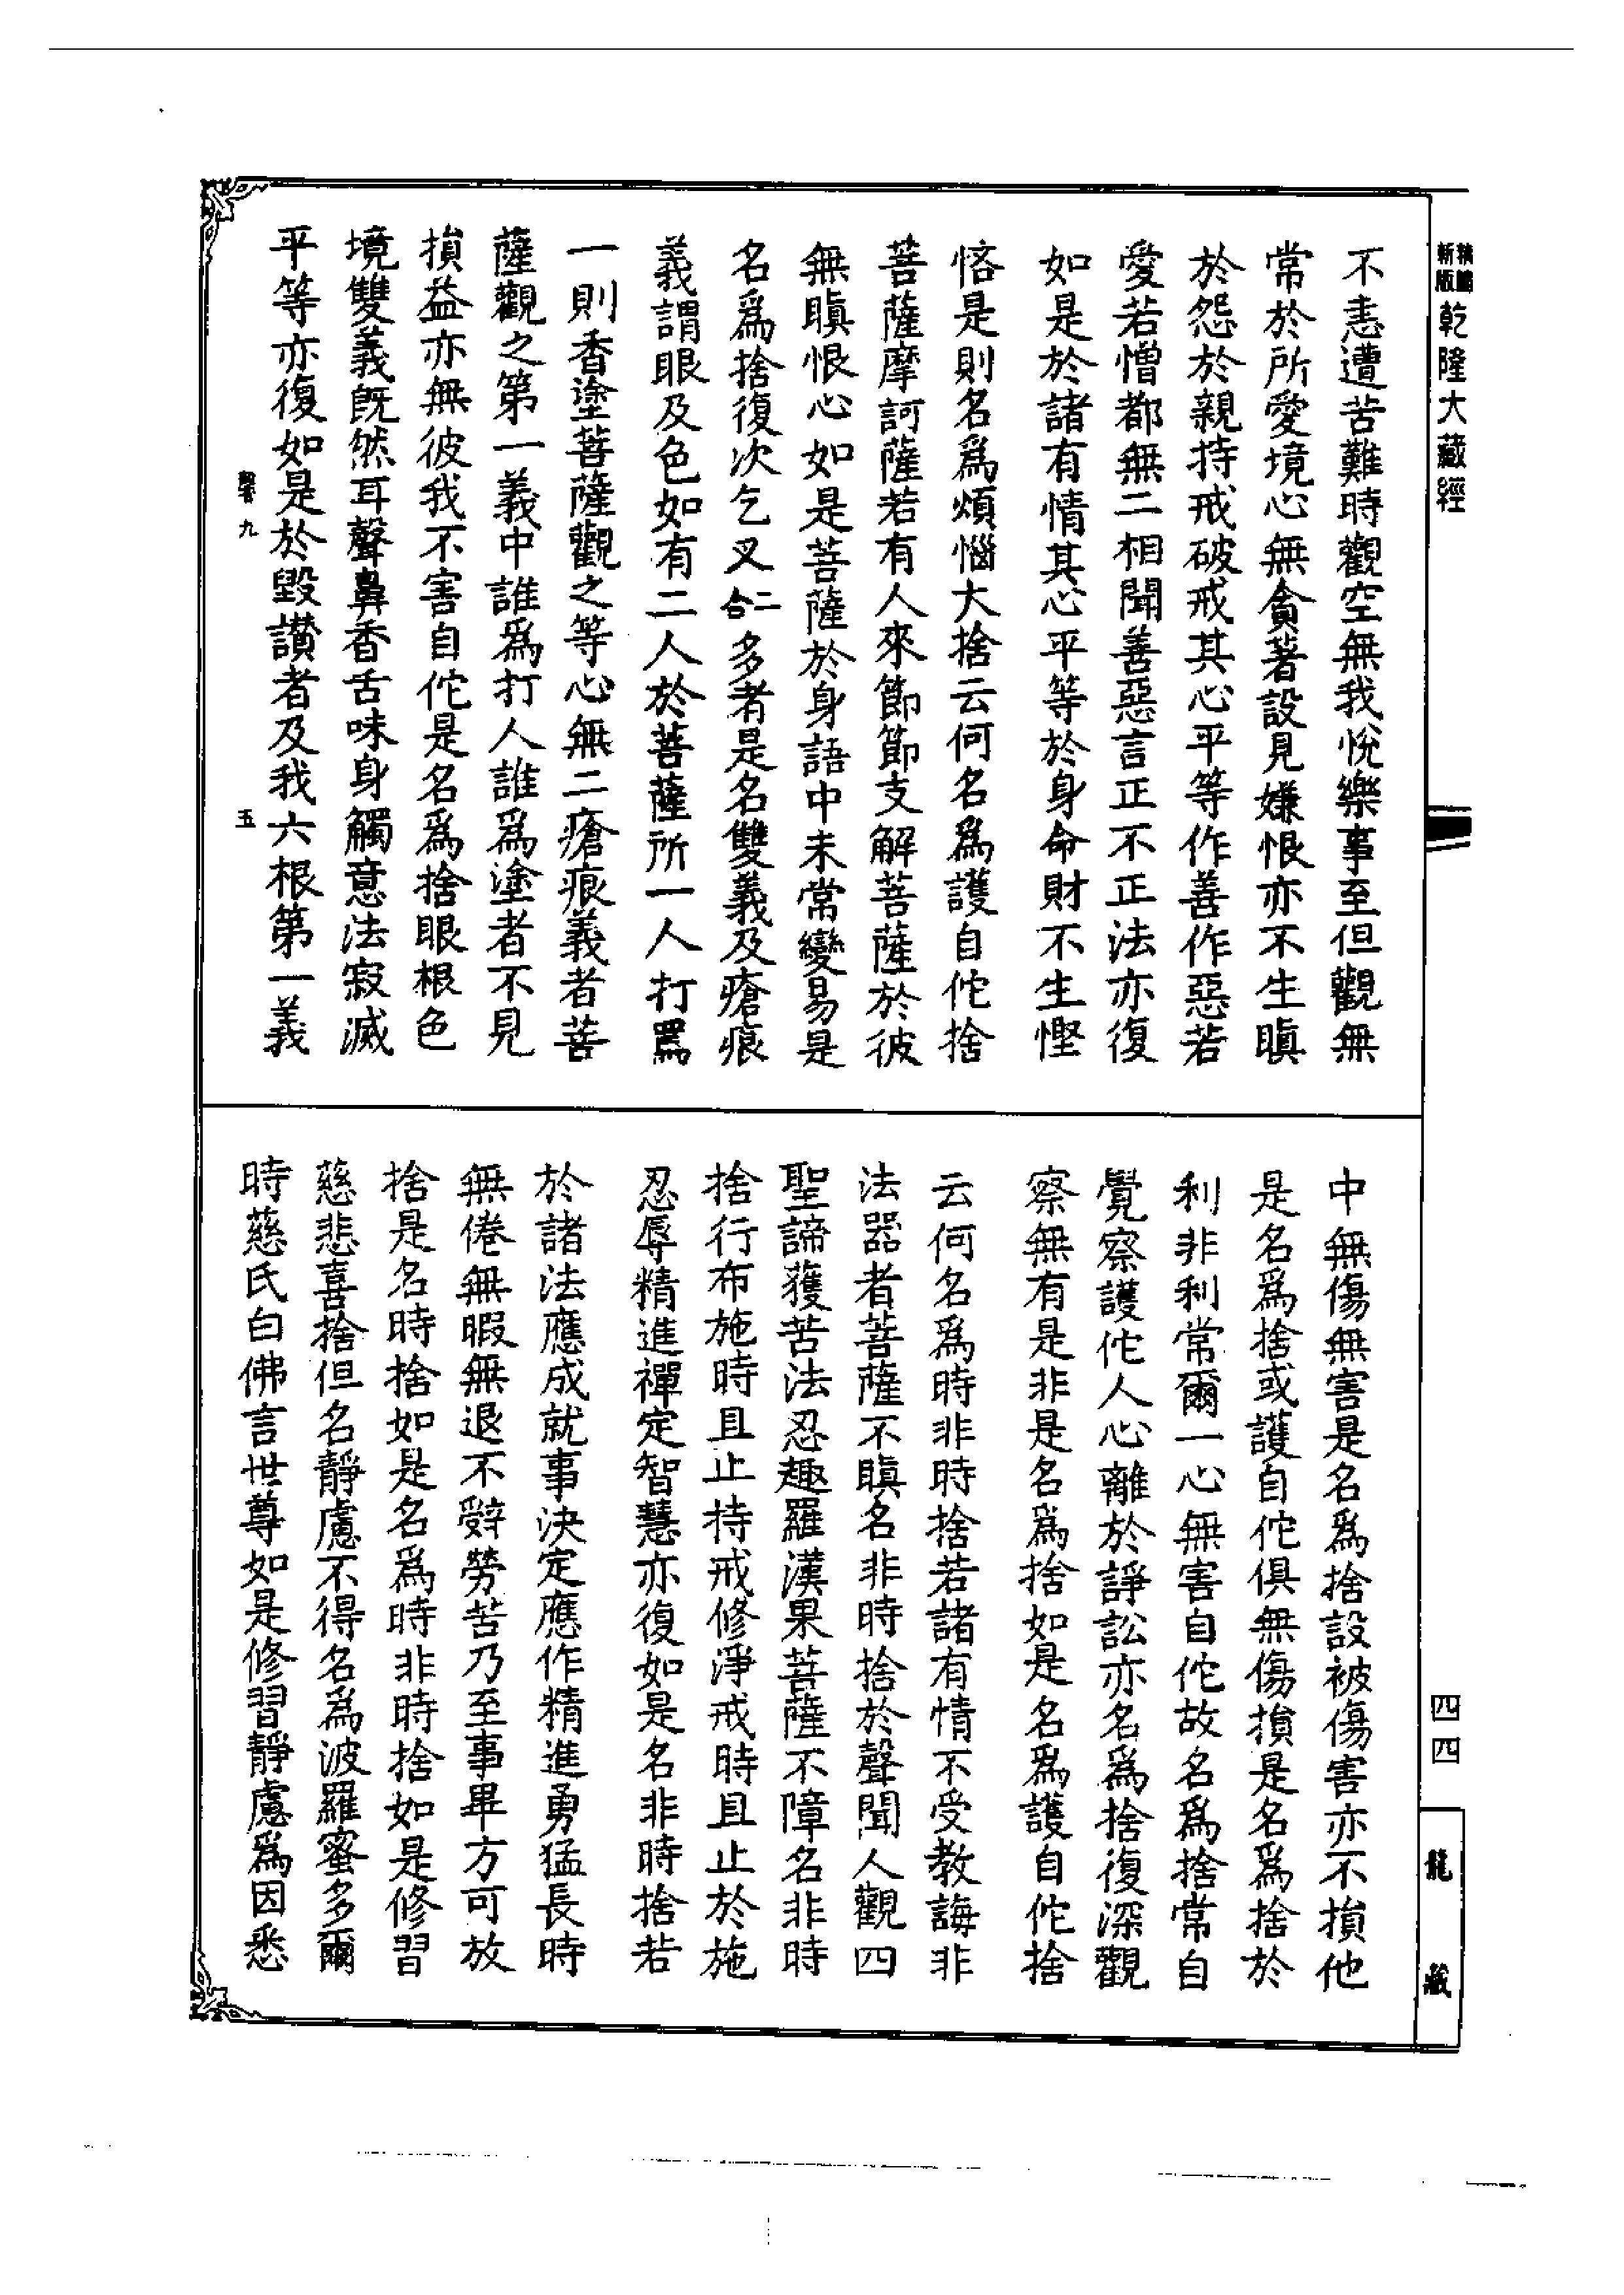 精編
新版
乾隆大藏經
不恚遭苦難時觀空無我悅樂事至但觀無
常於所愛境心無貪著設見嫌恨亦不生瞋
於怨於親持戒破戒其心平等作善作惡若
愛若憎都無二相聞善惡言正不正法亦復
如是於諸有情其心平等於身命財不生慳
悋是則名爲煩惱大捨云何名爲護自佗捨
菩薩摩訶薩若有人來節節支解菩薩於彼
無瞋恨心如是菩薩於身語中未常變易是
名爲捨復次乞叉二合多者是名雙義及瘡痕
義謂眼及色如有二人於菩薩所一人打罵
一則香塗菩薩觀之等心無二瘡痕義者菩
薩觀之第一義中誰爲打人誰爲塗者不見
損益亦無彼我不害自佗是名爲捨眼根色
境雙義旣然耳聲鼻香舌味身觸意法寂滅
平等亦復如是於毀讃者及我六根第一義
九
五
中無傷無害是名爲捨設被傷害亦不損他
是名爲捨或護自佗俱無傷損是名爲捨於
利非利常爾一心無害自佗故名爲捨常自
覺察護佗人心離於諍訟亦名爲捨復深觀
察無有是非是名爲捨如是名爲護自佗捨
云何名爲時非時捨若諸有情不受教誨非
法器者菩薩不瞋名非時捨於聲聞人觀四
聖諦獲苦法忍趣羅漢果菩薩不障名非時
捨行布施時且止持戒修淨戒時且止於施
忍辱精進禪定智慧亦復如是名非時捨若
於諸法應成就事決定應作精進勇猛長時
無倦無暇無退不辤勞苦乃至事畢方可放
捨是名時捨如是名爲時非時捨如是修習
慈悲喜捨但名靜慮不得名爲波羅蜜多爾
時慈氏白佛言世尊如是修習靜慮爲因悉
四四
龍藏